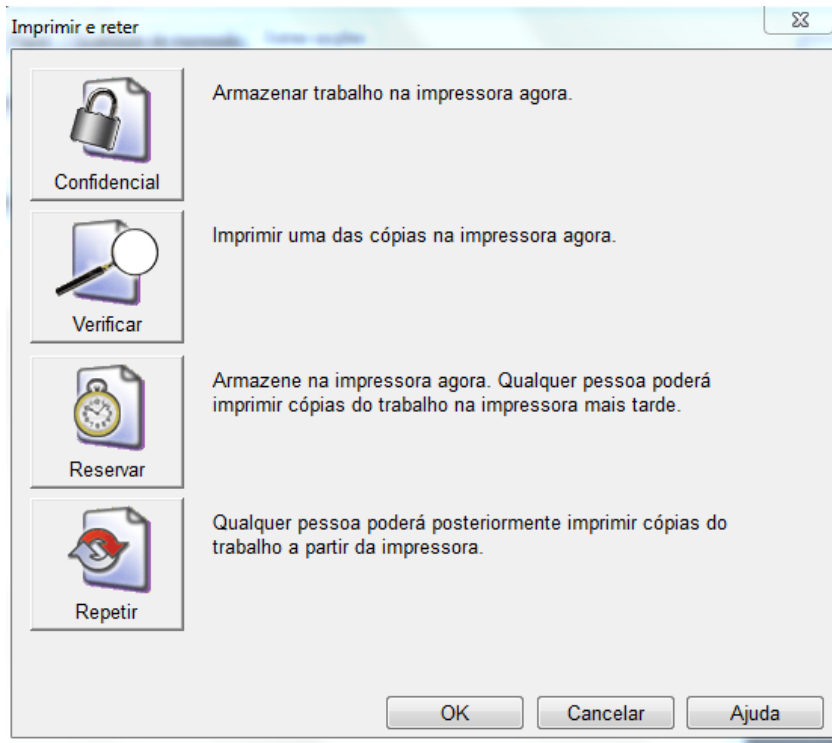 Imprimir e reter
Armazenar trabalho na impressora agora.
Confidencial
Imprimir uma das cópias na impressora agora.
Verificar
Armazene na impressora agora. Qualquer pessoa poderá
imprimir cópias do trabalho na impressora mais tarde.
Reservar
Qualquer pessoa poderá posteriormente imprimir cópias do
trabalho a partir da impressora.
Repetir
OK
Cancelar
Ajuda